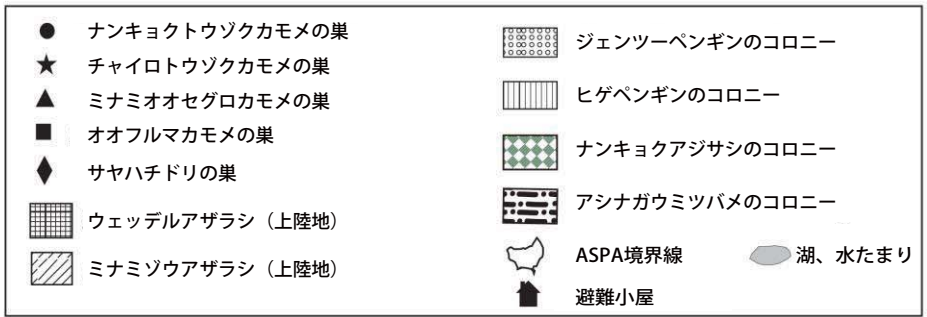 ナンキョクトウゾクカモメの巣
チャイロトウゾクカモメの巣
ミナミオオセグロカモメの巣
オオフルマカモメの巣
サヤハチドリの巣
ウェッデルアザラシ（上陸地）
ミナミゾウアザラシ（上陸地）
ジェンツーペンギンのコロニー
ヒゲペンギンのコロニー
ナンキョクアジサシのコロニー
アシナガウミツバメのコロニー
ASPA境界線
湖、水たまり
避難小屋